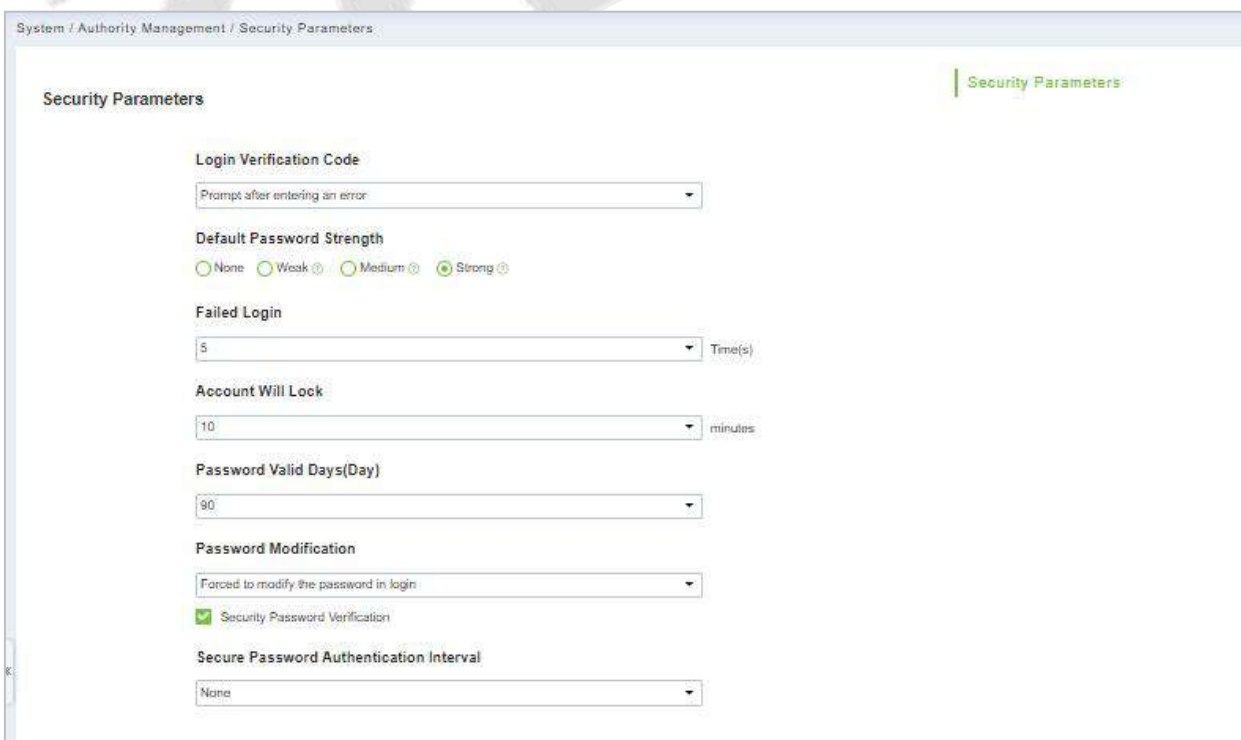 System / Authority Management / Security Parameters
Security Parameters
Security Parameters
Login Verification Code
Prompt after entering an error
Default Password Strength
None Weak Medium Strong
Failed Login
5 Time(s)
Account Will Lock
10 minutes
Password Valid Days(Day)
90
Password Modification
Forced to modify the password in login
Security Password Verification
Secure Password Authentication Interval
None